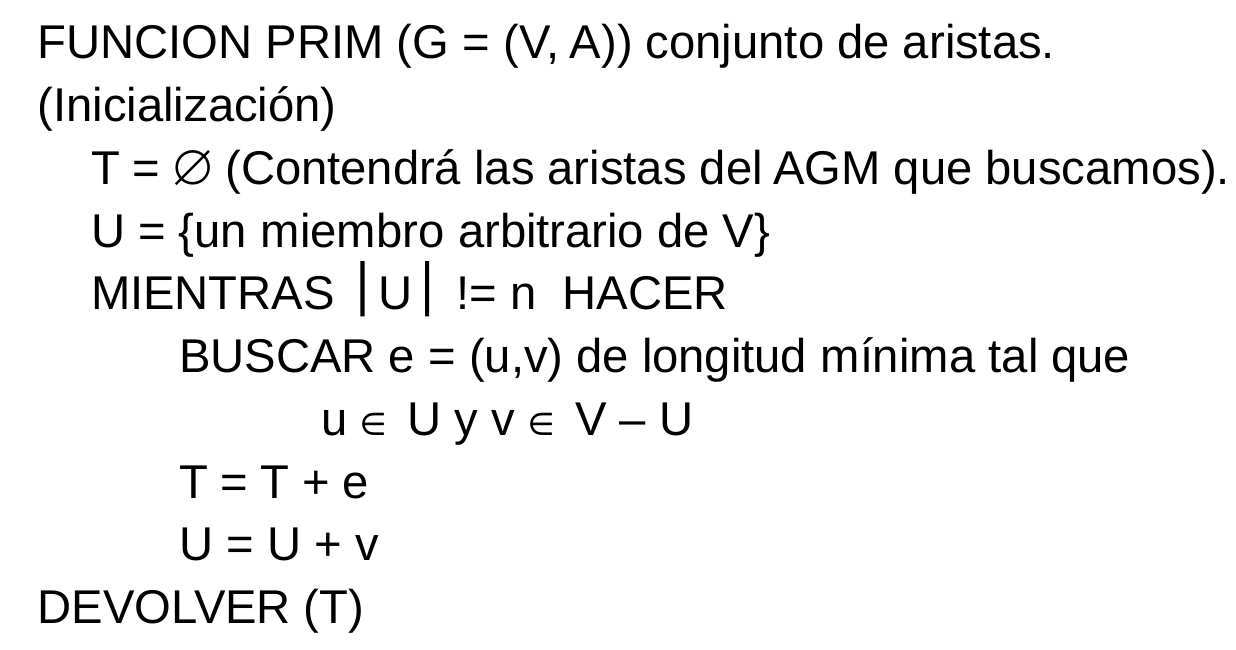 FUNCION PRIM (G = (V, A)) conjunto de aristas.
(Inicialización)
T = ∅ (Contendrá las aristas del AGM que buscamos).
U = {un miembro arbitrario de V}
MIENTRAS |U| != n HACER
BUSCAR e = (u,v) de longitud mínima tal que
u ∈ U y v ∈ V – U
T = T + e
U = U + v
DEVOLVER (T)